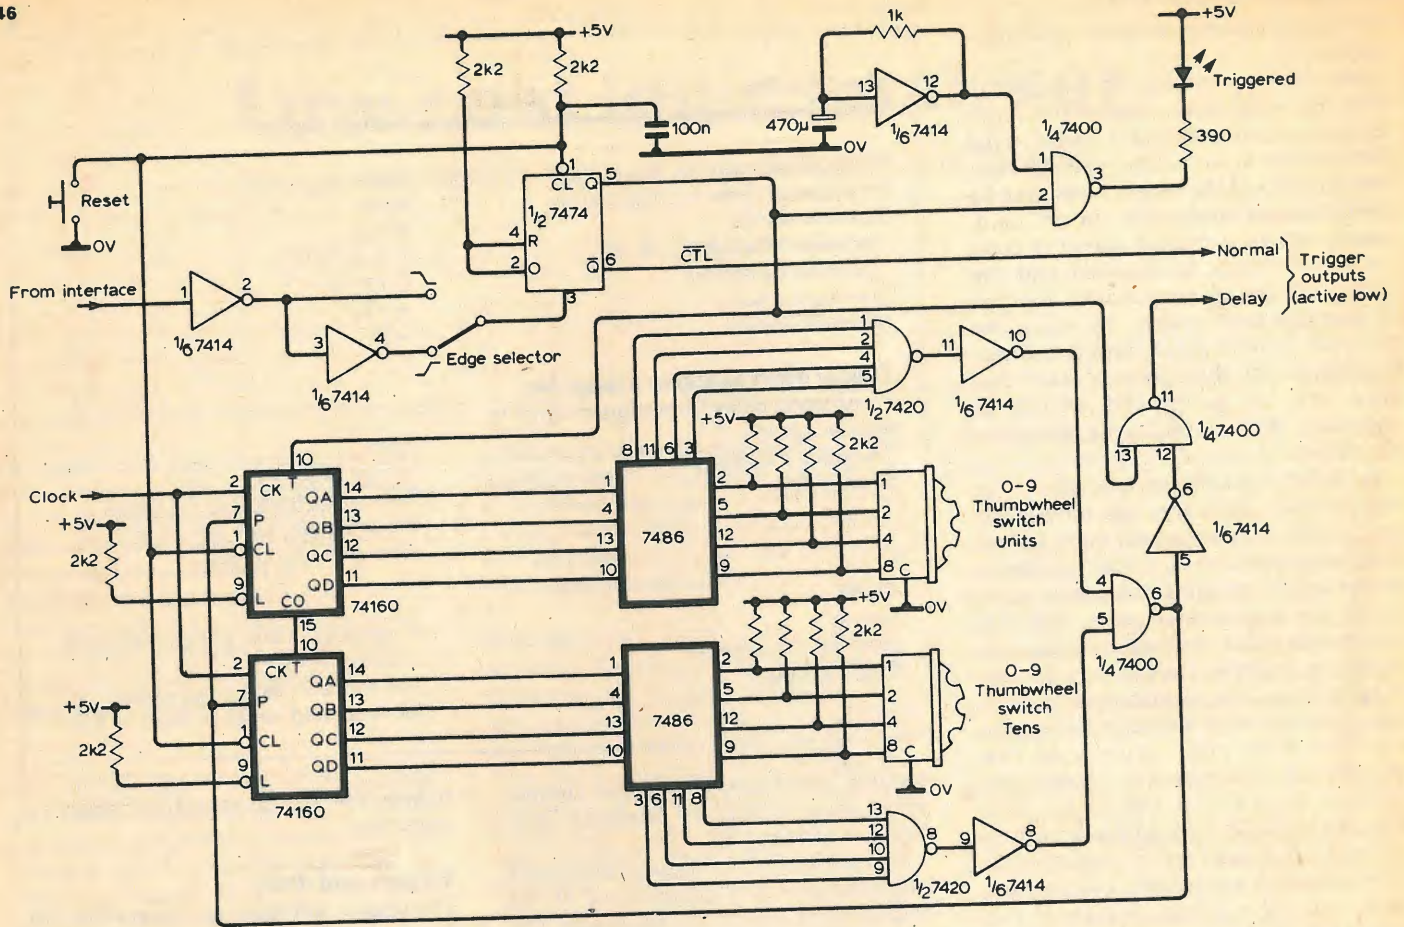 46
+5V
2k2
2k2
100n
470µ
0V
1k
13
12
1/6 7414
+5V
Triggered
390
1/4 7400
1
2
3
Reset
0V
1
CL
Q
5
1/2 7474
4
R
2
O
Q̅
6
3
C̅T̅L̅
Normal
Delay
Trigger
outputs
(active low)
From interface
1
2
1/6 7414
3
4
1/6 7414
Edge selector
1
2
4
5
1/2 7420
11
10
1/6 7414
11
13
12
1/4 7400
6
5
1/6 7414
Clock
+5V
2k2
10
2
CK
T
7
P
1
CL
9
L
CO
QA
14
QB
13
QC
12
QD
11
15
74160
8
11
6
3
1
4
13
10
7486
2
5
12
9
+5V
2k2
1
2
4
8
C
0V
0-9
Thumbwheel
switch
Units
4
5
6
1/4 7400
+5V
2k2
10
2
CK
T
7
P
1
CL
9
L
QA
14
QB
13
QC
12
QD
11
74160
1
4
13
10
7486
2
5
12
9
3
6
11
8
+5V
2k2
1
2
4
8
C
0V
0-9
Thumbwheel
switch
Tens
13
12
10
9
8
1/2 7420
9
8
1/6 7414